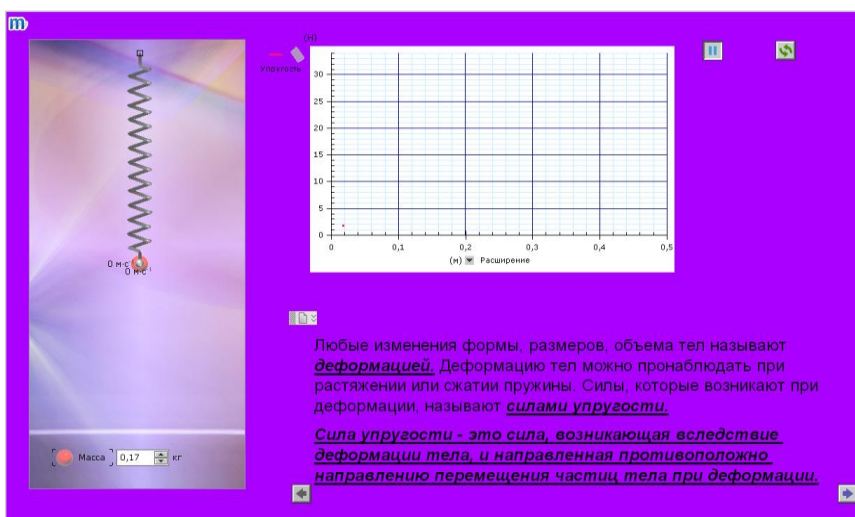 m
(Н)
Упругость
30
25
20
15
10
5
0
0 0,1 0,2 0,3 0,4 0,5
(м) Расширение
0 м·с
0 м·с⁻¹
Любые изменения формы, размеров, объема тел называют
деформацией. Деформацию тел можно пронаблюдать при
растяжении или сжатии пружины. Силы, которые возникают при
деформации, называют силами упругости.
Сила упругости - это сила, возникающая вследствие
деформации тела, и направленная противоположно
направлению перемещения частиц тела при деформации.
Масса 0,17 кг